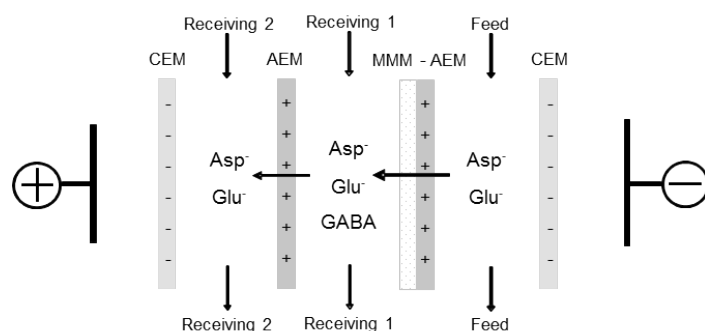 Receiving 2 Receiving 1 Feed
CEM AEM MMM - AEM CEM
- + + -
- + + -
Asp⁻ Asp⁻ Asp⁻
- + + -
Glu⁻ Glu⁻ Glu⁻
- + + -
GABA
- + + -
- + + -
+ −
Receiving 2 Receiving 1 Feed